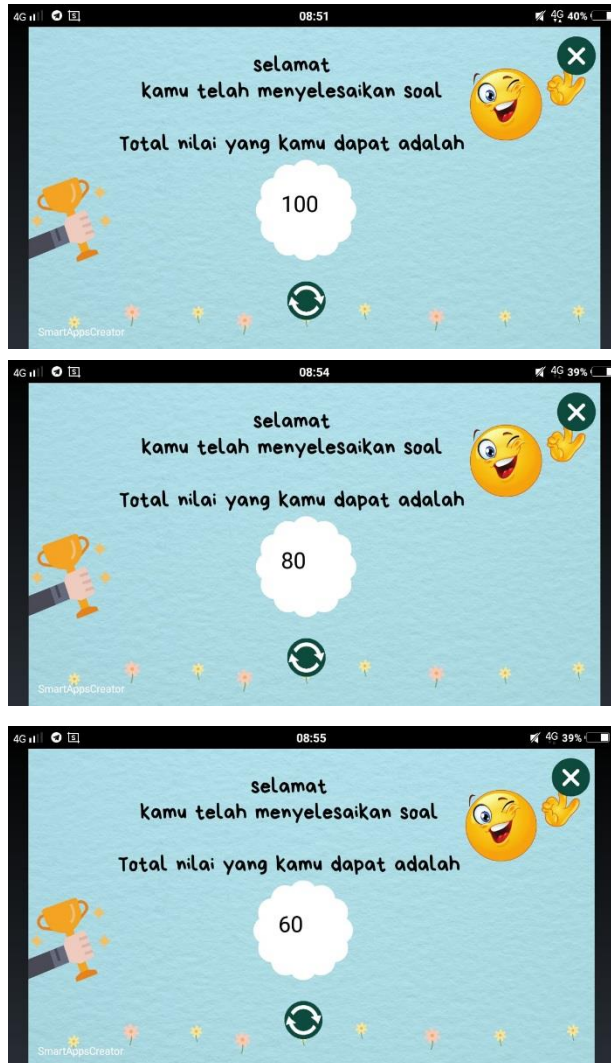 4G 08:51 4G 40%
selamat
kamu telah menyelesaikan soal
Total nilai yang kamu dapat adalah
100
SmartAppsCreator
4G 08:54 4G 39%
selamat
kamu telah menyelesaikan soal
Total nilai yang kamu dapat adalah
80
SmartAppsCreator
4G 08:55 4G 39%
selamat
kamu telah menyelesaikan soal
Total nilai yang kamu dapat adalah
60
SmartAppsCreator